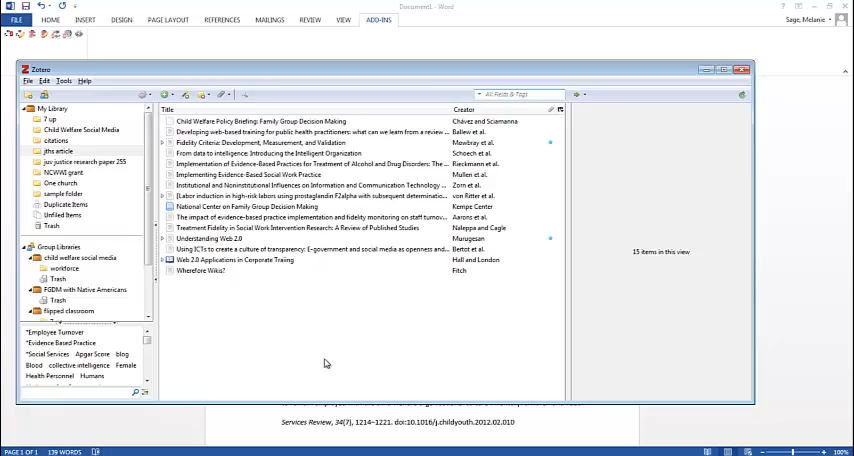 Document1 - Word
FILE HOME INSERT DESIGN PAGE LAYOUT REFERENCES MAILINGS REVIEW VIEW ADD-INS Sage, Melanie
Zotero
File Edit Tools Help
All Fields & Tags
My Library
7 up
Child Welfare Social Media
citations
jths article
juv justice research paper 255
NCWWI grant
One church
sample folder
Duplicate Items
Unfiled Items
Trash
Group Libraries
child welfare social media
workforce
Trash
FGDM with Native Americans
Trash
flipped classroom
*Employee Turnover
*Evidence Based Practice
*Social Services Apgar Score blog
Blood collective intelligence Female
Health Personnel Humans
Title Creator
Child Welfare Policy Briefing: Family Group Decision Making Chávez and Sciamanna
Developing web-based training for public health practitioners: what can we learn from a review ... Ballew et al.
Fidelity Criteria: Development, Measurement, and Validation Mowbray et al.
From data to intelligence: Introducing the Intelligent Organization Schoech et al.
Implementation of Evidence-Based Practices for Treatment of Alcohol and Drug Disorders: The ... Rieckmann et al.
Implementing Evidence-Based Social Work Practice Mullen et al.
Institutional and Noninstitutional Influences on Information and Communication Technology ... Zorn et al.
[Labor induction in high-risk labors using prostaglandin F2alpha with subsequent determinatio... von Ritter et al.
National Center on Family Group Decision Making Kempe Center
The impact of evidence-based practice implementation and fidelity monitoring on staff turnov... Aarons et al.
Treatment Fidelity in Social Work Intervention Research: A Review of Published Studies Naleppa and Cagle
Understanding Web 2.0 Murugesan
Using ICTs to create a culture of transparency: E-government and social media as openness and... Bertot et al.
Web 2.0 Applications in Corporate Traiing Hall and London
Wherefore Wikis? Fitch
15 items in this view
Services Review, 34(7), 1214–1221. doi:10.1016/j.childyouth.2012.02.010
PAGE 1 OF 1 139 WORDS 100%